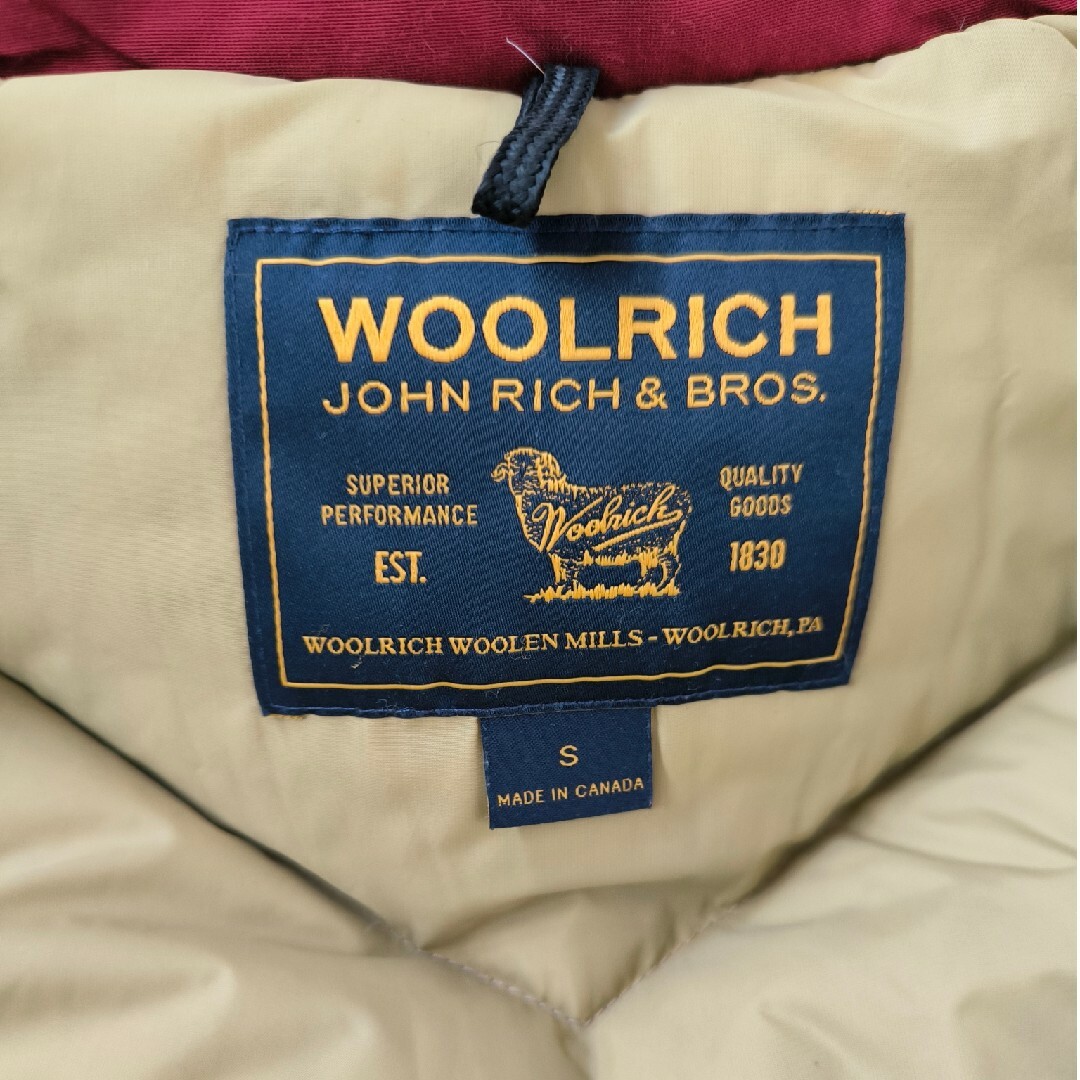 WOOLRICH
JOHN RICH & BROS.
SUPERIOR
PERFORMANCE
EST.
Woolrich
QUALITY
GOODS
1830
WOOLRICH WOOLEN MILLS - WOOLRICH, PA
S
MADE IN CANADA